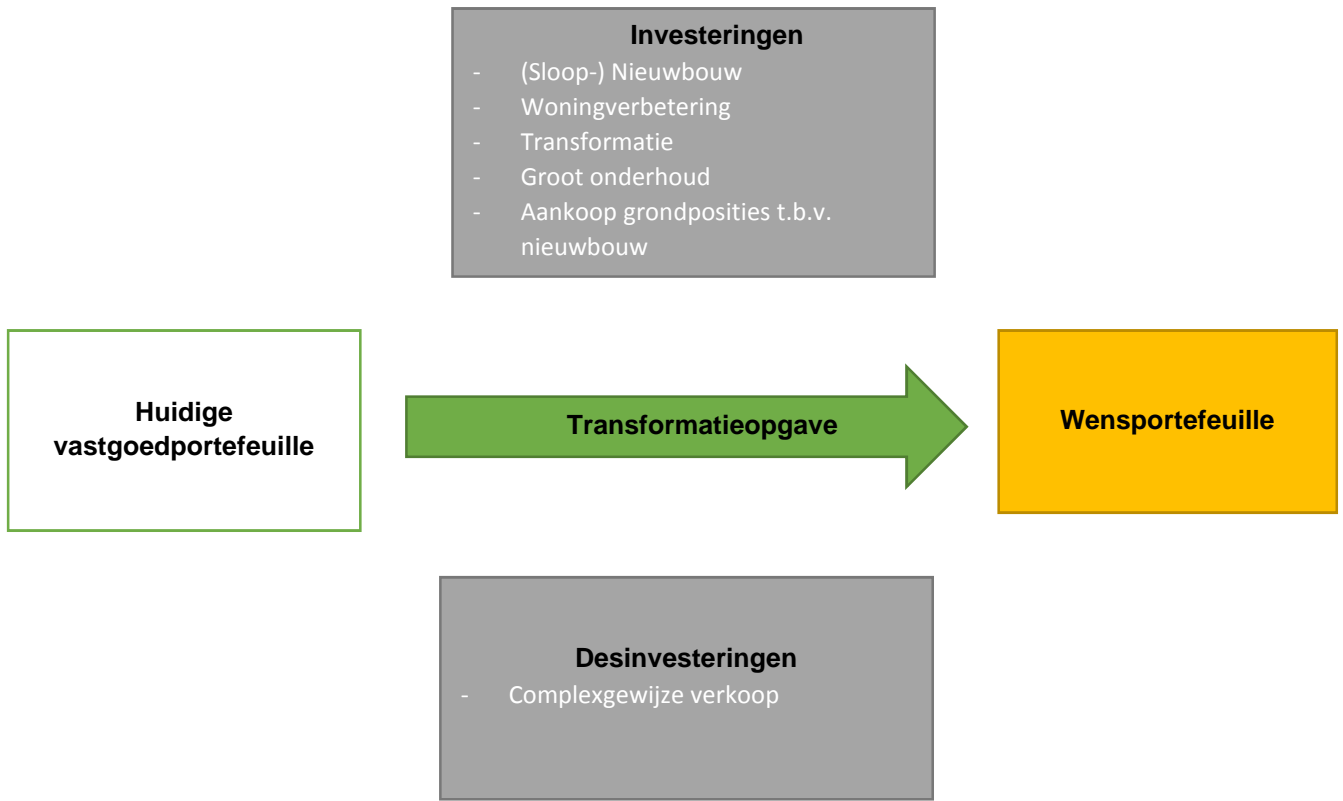 Investeringen
- (Sloop-) Nieuwbouw
- Woningverbetering
- Transformatie
- Groot onderhoud
- Aankoop grondposities t.b.v.
nieuwbouw
Huidige
vastgoedportefeuille
Transformatieopgave
Wensportefeuille
Desinvesteringen
- Complexgewijze verkoop